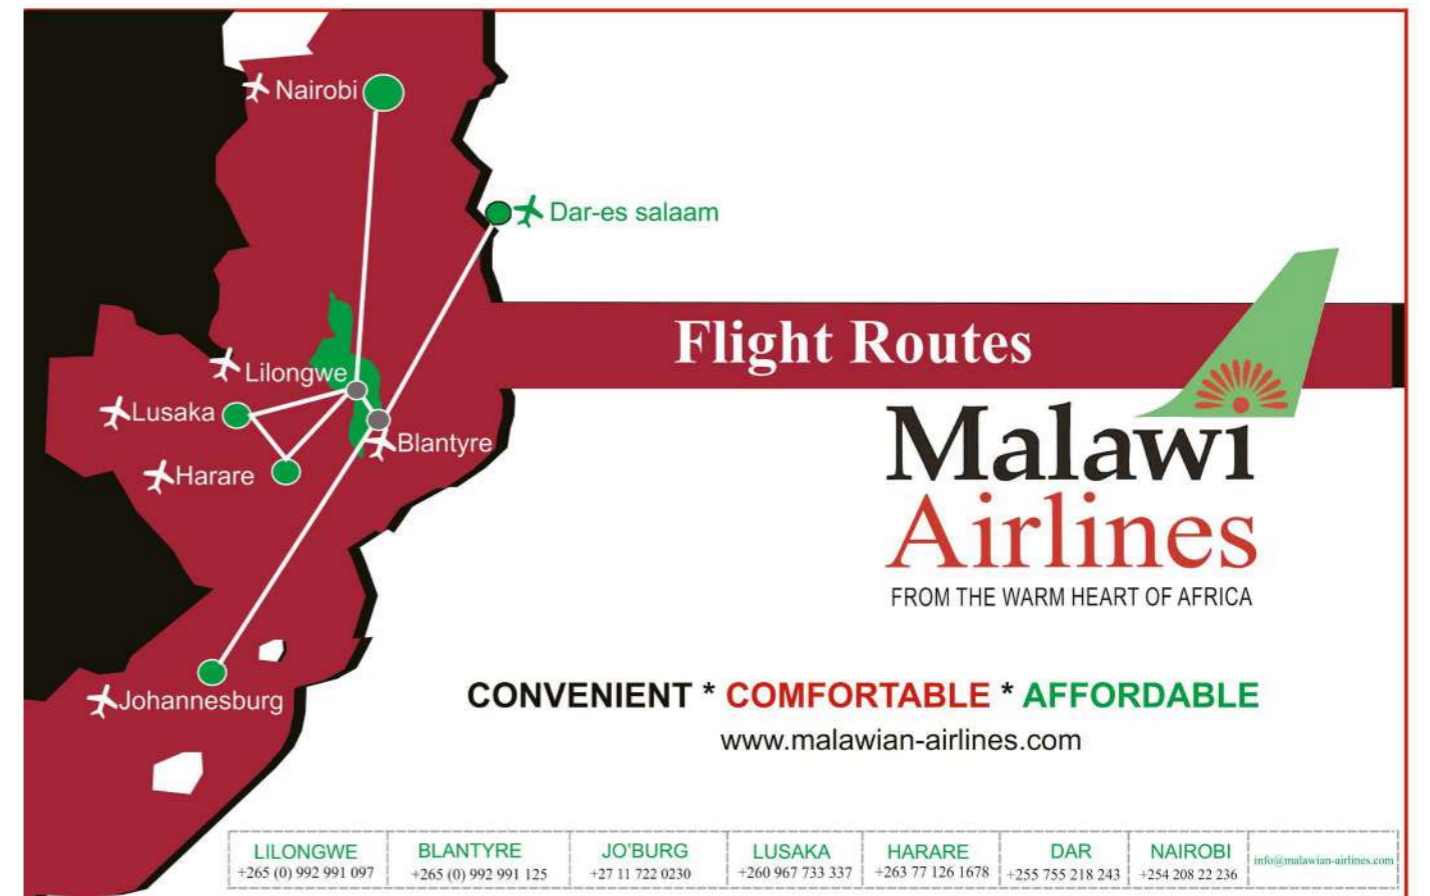 Nairobi
Dar-es salaam
Flight Routes
Lilongwe
Lusaka
Blantyre
Harare
Malawi
Airlines
FROM THE WARM HEART OF AFRICA
Johannesburg
CONVENIENT * COMFORTABLE * AFFORDABLE
www.malawian-airlines.com
LILONGWE
+265 (0) 992 991 097
BLANTYRE
+265 (0) 992 991 125
JO'BURG
+27 11 722 0230
LUSAKA
+260 967 733 337
HARARE
+263 77 126 1678
DAR
+255 755 218 243
NAIROBI
+254 208 22 236
info@malawian-airlines.com